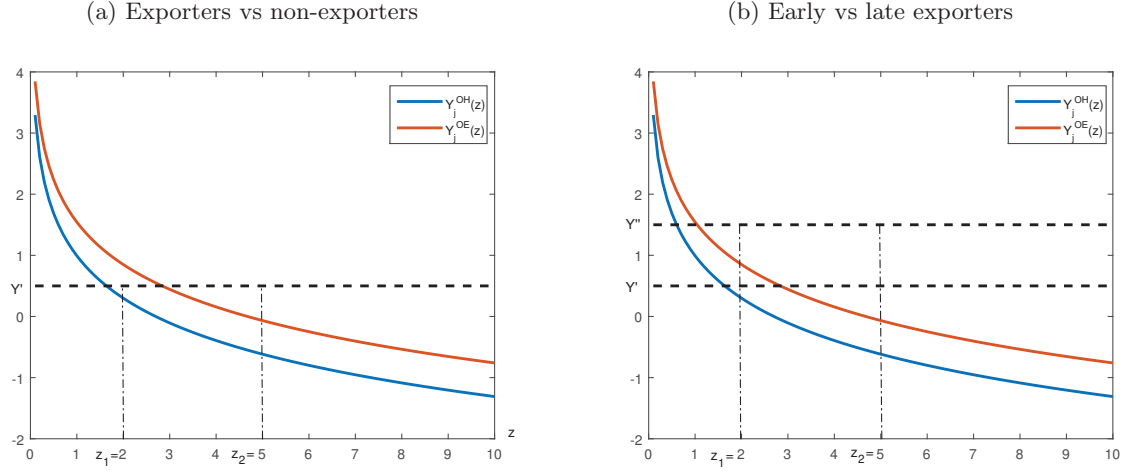 (a) Exporters vs non-exporters
(b) Early vs late exporters
4
3
2
1
Y'
0
-1
-2
0 1 z₁=2 3 4 z₂=5 6 7 8 9 10
z
Y_j^OH(z)
Y_j^OE(z)
4
3
2
Y''
1
Y'
0
-1
-2
0 1 z₁=2 3 4 z₂=5 6 7 8 9 10
Y_j^OH(z)
Y_j^OE(z)